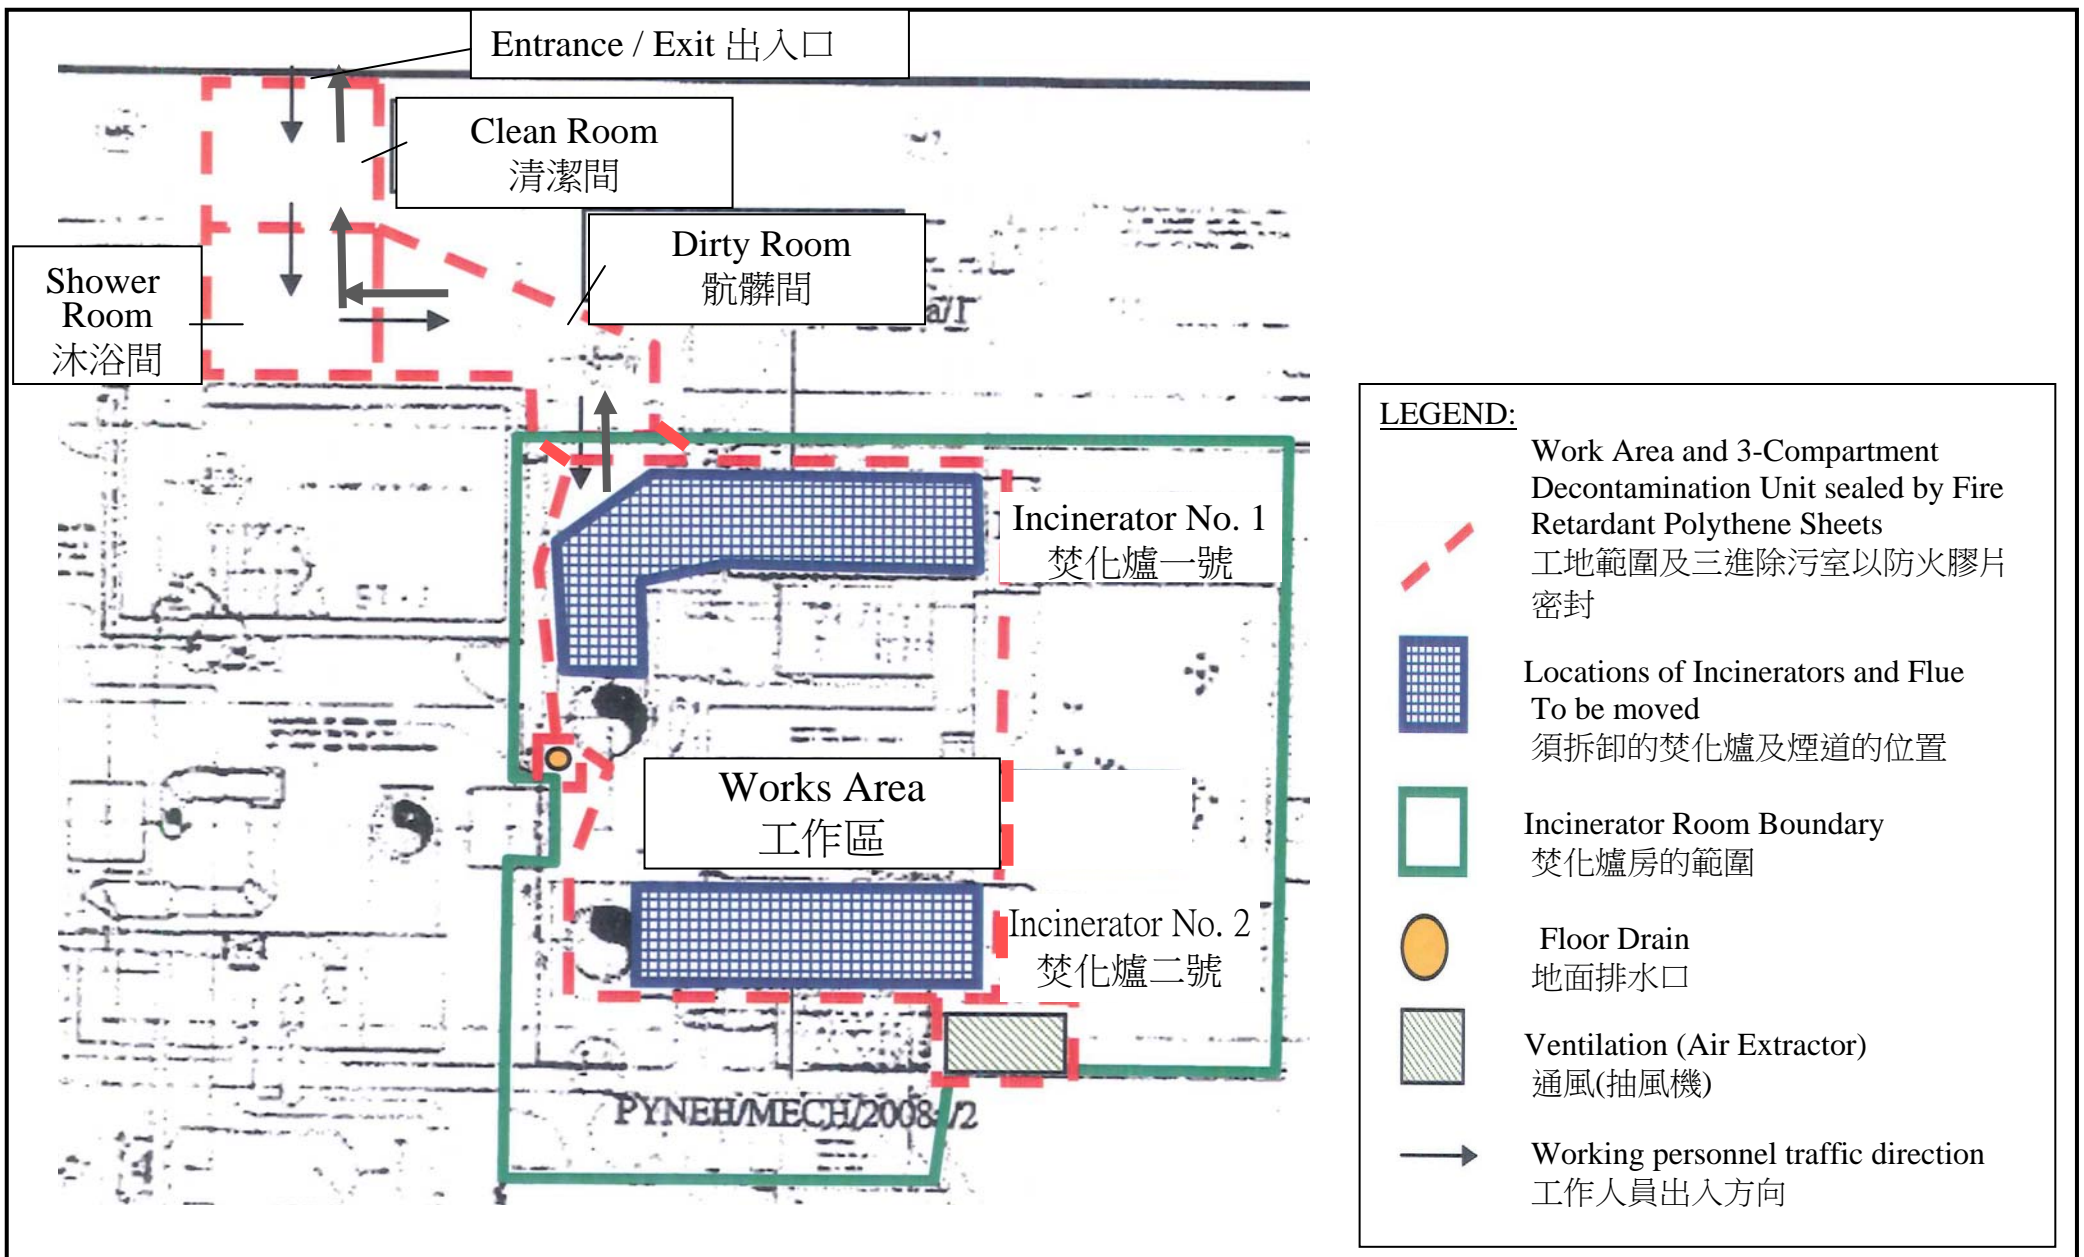 Entrance / Exit 出入口
Clean Room
清潔間
Dirty Room
骯髒間
Shower
Room
沐浴間
a/1
Incinerator No. 1
焚化爐一號
Works Area
工作區
Incinerator No. 2
焚化爐二號
PYNEH/MECH/2008
/2
LEGEND:
Work Area and 3-Compartment
Decontamination Unit sealed by Fire
Retardant Polythene Sheets
工地範圍及三進除污室以防火膠片
密封
Locations of Incinerators and Flue
To be moved
須拆卸的焚化爐及煙道的位置
Incinerator Room Boundary
焚化爐房的範圍
Floor Drain
地面排水口
Ventilation (Air Extractor)
通風(抽風機)
Working personnel traffic direction
工作人員出入方向